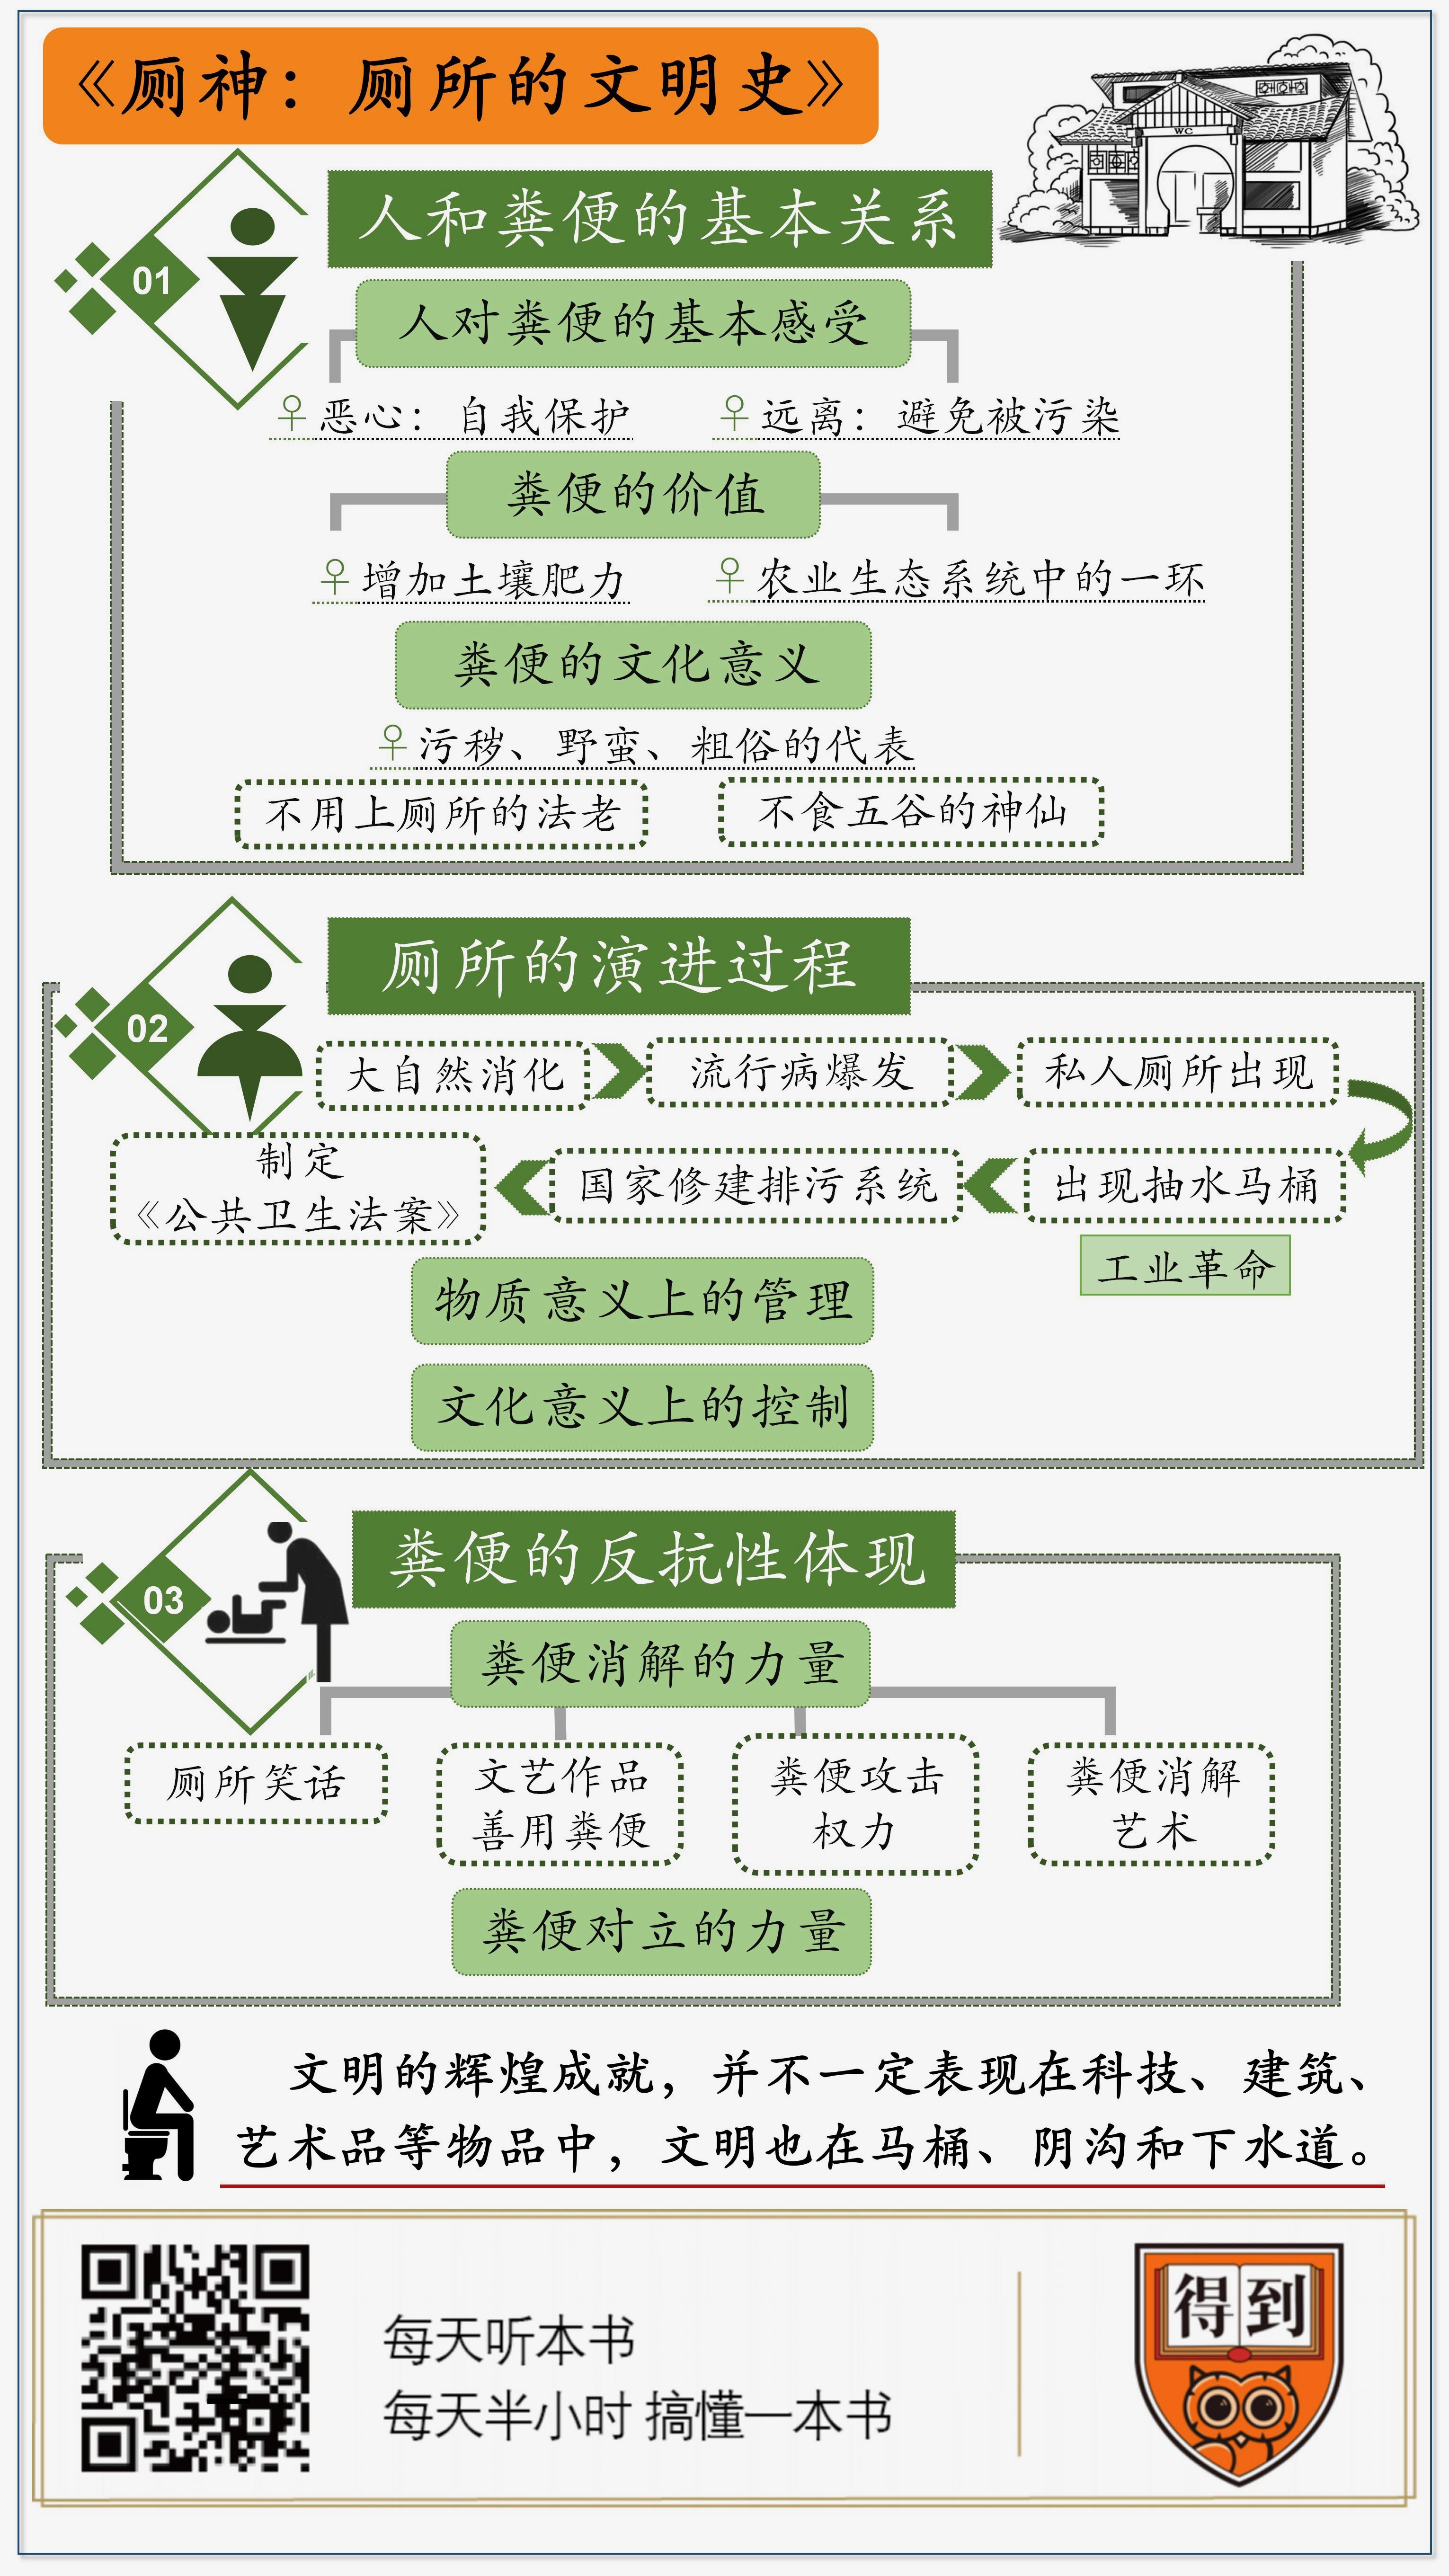 《厕神：厕所的文明史》
WC
01
人和粪便的基本关系
人对粪便的基本感受
恶心：自我保护
远离：避免被污染
粪便的价值
增加土壤肥力
农业生态系统中的一环
粪便的文化意义
污秽、野蛮、粗俗的代表
不用上厕所的法老
不食五谷的神仙
02
厕所的演进过程
大自然消化
流行病爆发
私人厕所出现
出现抽水马桶
工业革命
国家修建排污系统
制定
《公共卫生法案》
物质意义上的管理
文化意义上的控制
03
粪便的反抗性体现
粪便消解的力量
厕所笑话
文艺作品
善用粪便
粪便攻击
权力
粪便消解
艺术
粪便对立的力量
文明的辉煌成就，并不一定表现在科技、建筑、
艺术品等物品中，文明也在马桶、阴沟和下水道。
每天听本书
每天半小时 搞懂一本书
得到